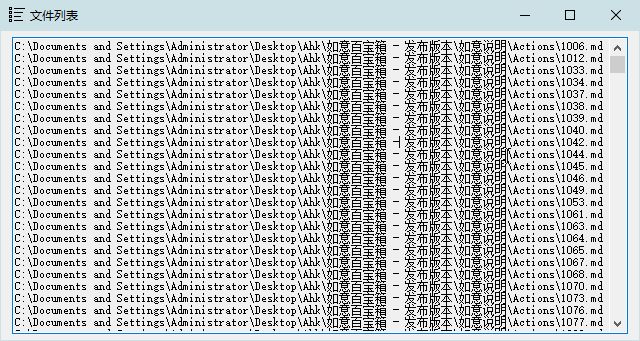 文件列表
C:\Documents and Settings\Administrator\Desktop\Ahk\如意百宝箱 - 发布版本\如意说明\Actions\1006.md
C:\Documents and Settings\Administrator\Desktop\Ahk\如意百宝箱 - 发布版本\如意说明\Actions\1012.md
C:\Documents and Settings\Administrator\Desktop\Ahk\如意百宝箱 - 发布版本\如意说明\Actions\1033.md
C:\Documents and Settings\Administrator\Desktop\Ahk\如意百宝箱 - 发布版本\如意说明\Actions\1034.md
C:\Documents and Settings\Administrator\Desktop\Ahk\如意百宝箱 - 发布版本\如意说明\Actions\1037.md
C:\Documents and Settings\Administrator\Desktop\Ahk\如意百宝箱 - 发布版本\如意说明\Actions\1038.md
C:\Documents and Settings\Administrator\Desktop\Ahk\如意百宝箱 - 发布版本\如意说明\Actions\1039.md
C:\Documents and Settings\Administrator\Desktop\Ahk\如意百宝箱 - 发布版本\如意说明\Actions\1040.md
C:\Documents and Settings\Administrator\Desktop\Ahk\如意百宝箱 - 发布版本\如意说明\Actions\1042.md
C:\Documents and Settings\Administrator\Desktop\Ahk\如意百宝箱 - 发布版本\如意说明\Actions\1044.md
C:\Documents and Settings\Administrator\Desktop\Ahk\如意百宝箱 - 发布版本\如意说明\Actions\1045.md
C:\Documents and Settings\Administrator\Desktop\Ahk\如意百宝箱 - 发布版本\如意说明\Actions\1046.md
C:\Documents and Settings\Administrator\Desktop\Ahk\如意百宝箱 - 发布版本\如意说明\Actions\1049.md
C:\Documents and Settings\Administrator\Desktop\Ahk\如意百宝箱 - 发布版本\如意说明\Actions\1053.md
C:\Documents and Settings\Administrator\Desktop\Ahk\如意百宝箱 - 发布版本\如意说明\Actions\1061.md
C:\Documents and Settings\Administrator\Desktop\Ahk\如意百宝箱 - 发布版本\如意说明\Actions\1063.md
C:\Documents and Settings\Administrator\Desktop\Ahk\如意百宝箱 - 发布版本\如意说明\Actions\1064.md
C:\Documents and Settings\Administrator\Desktop\Ahk\如意百宝箱 - 发布版本\如意说明\Actions\1065.md
C:\Documents and Settings\Administrator\Desktop\Ahk\如意百宝箱 - 发布版本\如意说明\Actions\1067.md
C:\Documents and Settings\Administrator\Desktop\Ahk\如意百宝箱 - 发布版本\如意说明\Actions\1068.md
C:\Documents and Settings\Administrator\Desktop\Ahk\如意百宝箱 - 发布版本\如意说明\Actions\1070.md
C:\Documents and Settings\Administrator\Desktop\Ahk\如意百宝箱 - 发布版本\如意说明\Actions\1073.md
C:\Documents and Settings\Administrator\Desktop\Ahk\如意百宝箱 - 发布版本\如意说明\Actions\1076.md
C:\Documents and Settings\Administrator\Desktop\Ahk\如意百宝箱 - 发布版本\如意说明\Actions\1077.md